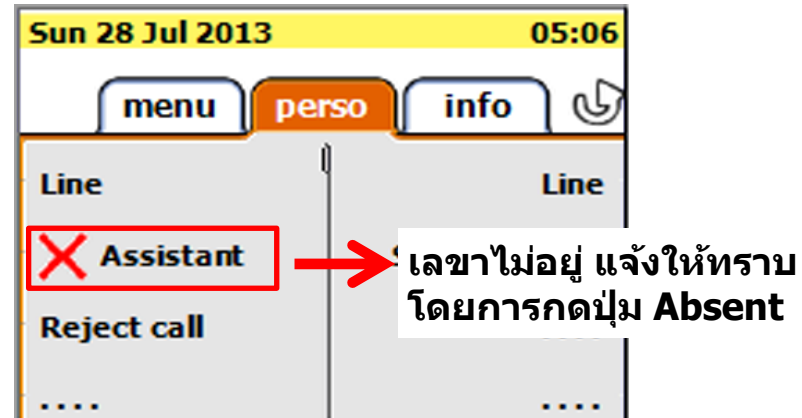 Sun 28 Jul 2013 05:06
menu perso info
Line Line
Assistant
เลขาไม่อยู่ แจ้งให้ทราบ
โดยการกดปุ่ม Absent
Reject call
.... ....